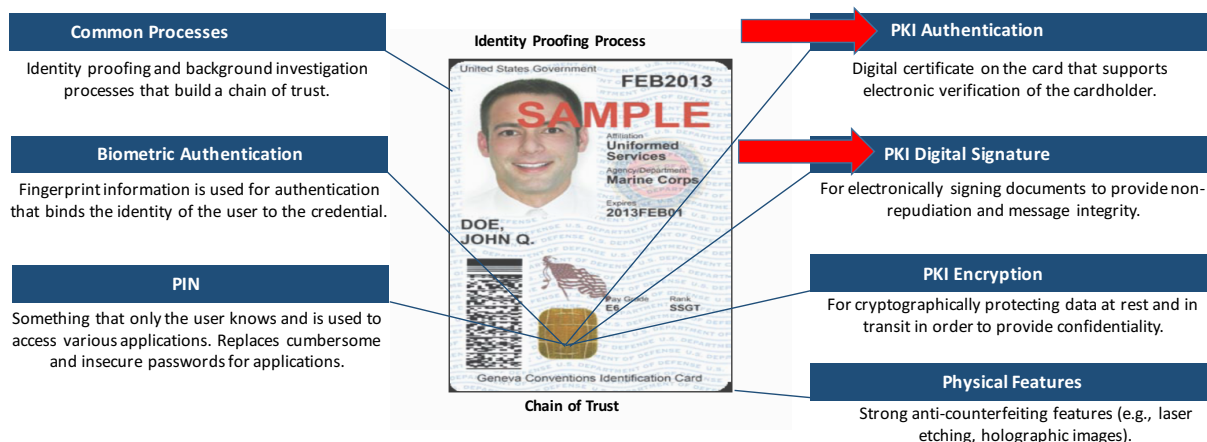 Common Processes
Identity proofing and background investigation
processes that build a chain of trust.
Biometric Authentication
Fingerprint information is used for authentication
that binds the identity of the user to the credential.
PIN
Something that only the user knows and is used to
access various applications. Replaces cumbersome
and insecure passwords for applications.
Identity Proofing Process
United States Government
FEB2013
SAMPLE
Affiliation
Uniformed
Services
Agency/Department
Marine Corps
Expires
2013FEB01
DOE,
JOHN Q.
Pay Grade Rank
E6 SSGT
Geneva Conventions Identification Card
Chain of Trust
PKI Authentication
Digital certificate on the card that supports
electronic verification of the cardholder.
PKI Digital Signature
For electronically signing documents to provide non-
repudiation and message integrity.
PKI Encryption
For cryptographically protecting data at rest and in
transit in order to provide confidentiality.
Physical Features
Strong anti-counterfeiting features (e.g., laser
etching, holographic images).